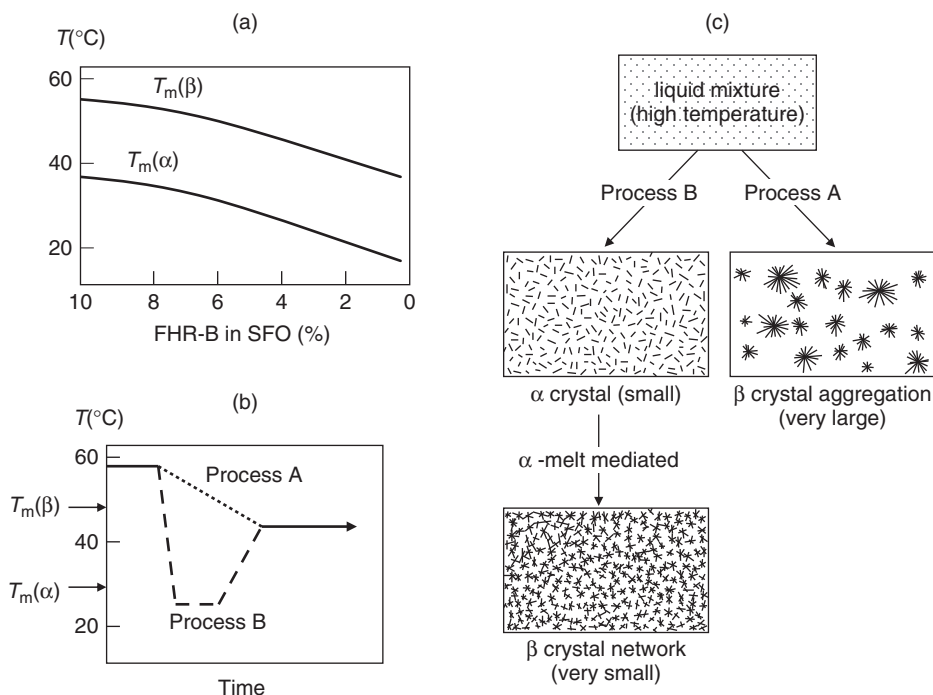 (a)
T(°C)
60
40
20
Tm(β)
Tm(α)
10 8 6 4 2 0
FHR-B in SFO (%)
(b)
T(°C)
60
Tm(β)
40
Tm(α)
20
Process A
Process B
Time
(c)
liquid mixture
(high temperature)
Process B
Process A
α crystal (small)
β crystal aggregation
(very large)
α -melt mediated
β crystal network
(very small)